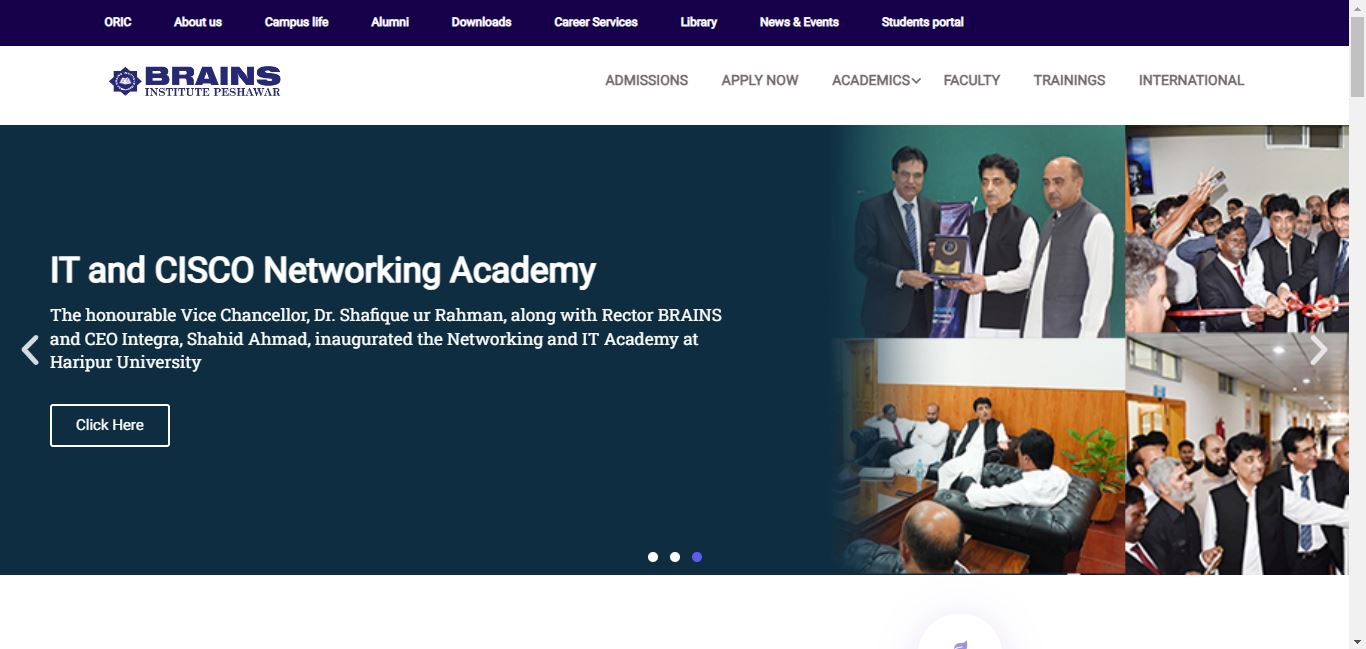 ORIC About us Campus life Alumni Downloads Career Services Library News & Events Students portal
BRAINS
INSTITUTE PESHAWAR
ADMISSIONS APPLY NOW ACADEMICS FACULTY TRAININGS INTERNATIONAL
IT and CISCO Networking Academy
The honourable Vice Chancellor, Dr. Shafique ur Rahman, along with Rector BRAINS
and CEO Integra, Shahid Ahmad, inaugurated the Networking and IT Academy at
Haripur University
Click Here